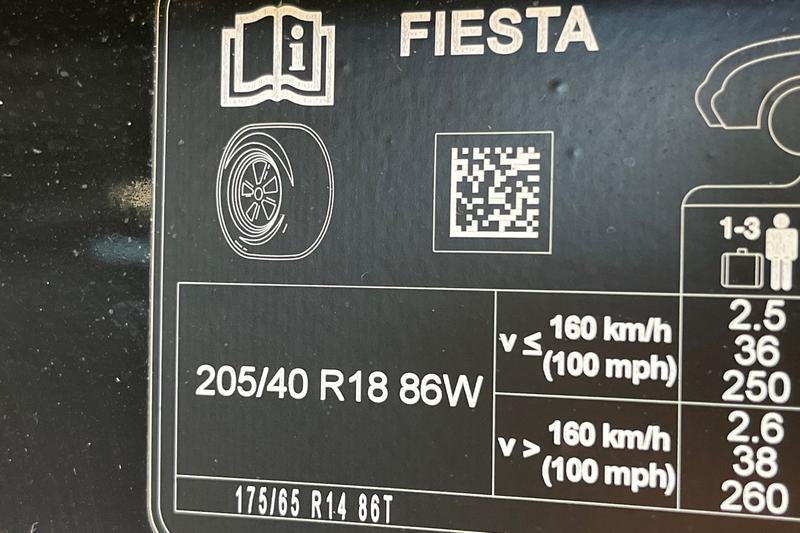 i
FIESTA
1-3
205/40 R18 86W
v ≤ 160 km/h
(100 mph)
2.5
36
250
v > 160 km/h
(100 mph)
2.6
38
260
175/65 R14 86T